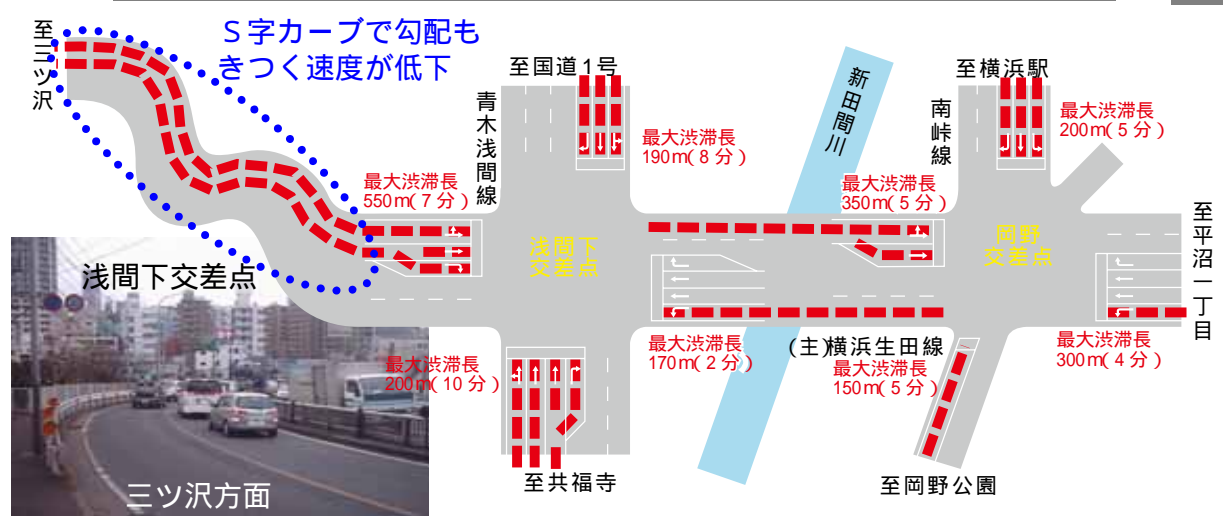 至三ツ沢
S字カーブで勾配も
きつく速度が低下
青木浅間線
至国道1号
最大渋滞長
190m(8分)
新田間川
南峠線
至横浜駅
最大渋滞長
200m(5分)
最大渋滞長
550m(7分)
最大渋滞長
350m(5分)
浅間下
交差点
岡野
交差点
至平沼一丁目
浅間下交差点
三ツ沢方面
最大渋滞長
200m(10分)
最大渋滞長
170m(2分)
(主)横浜生田線
最大渋滞長
150m(5分)
最大渋滞長
300m(4分)
至共福寺
至岡野公園